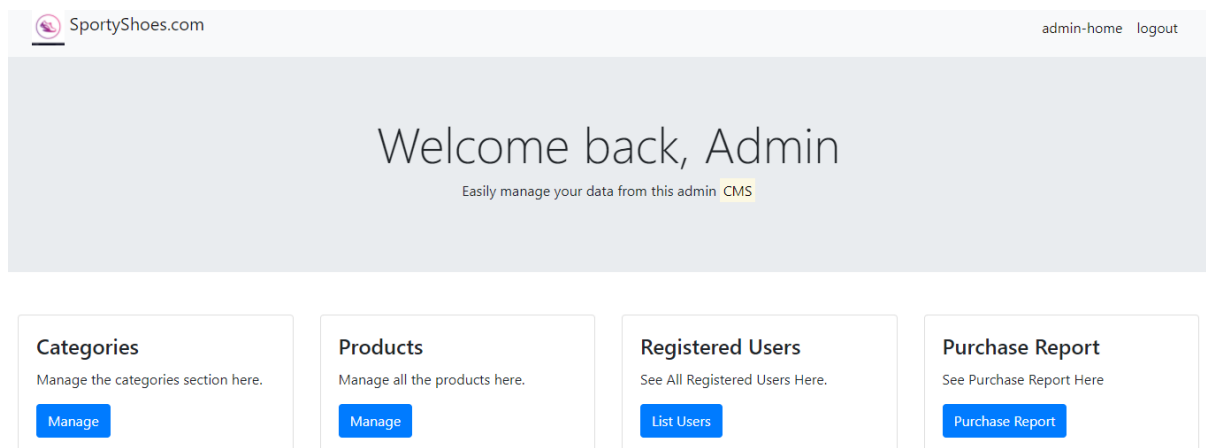 SportyShoes.com
admin-home logout
Welcome back, Admin
Easily manage your data from this admin CMS
Categories
Manage the categories section here.
Manage
Products
Manage all the products here.
Manage
Registered Users
See All Registered Users Here.
List Users
Purchase Report
See Purchase Report Here
Purchase Report